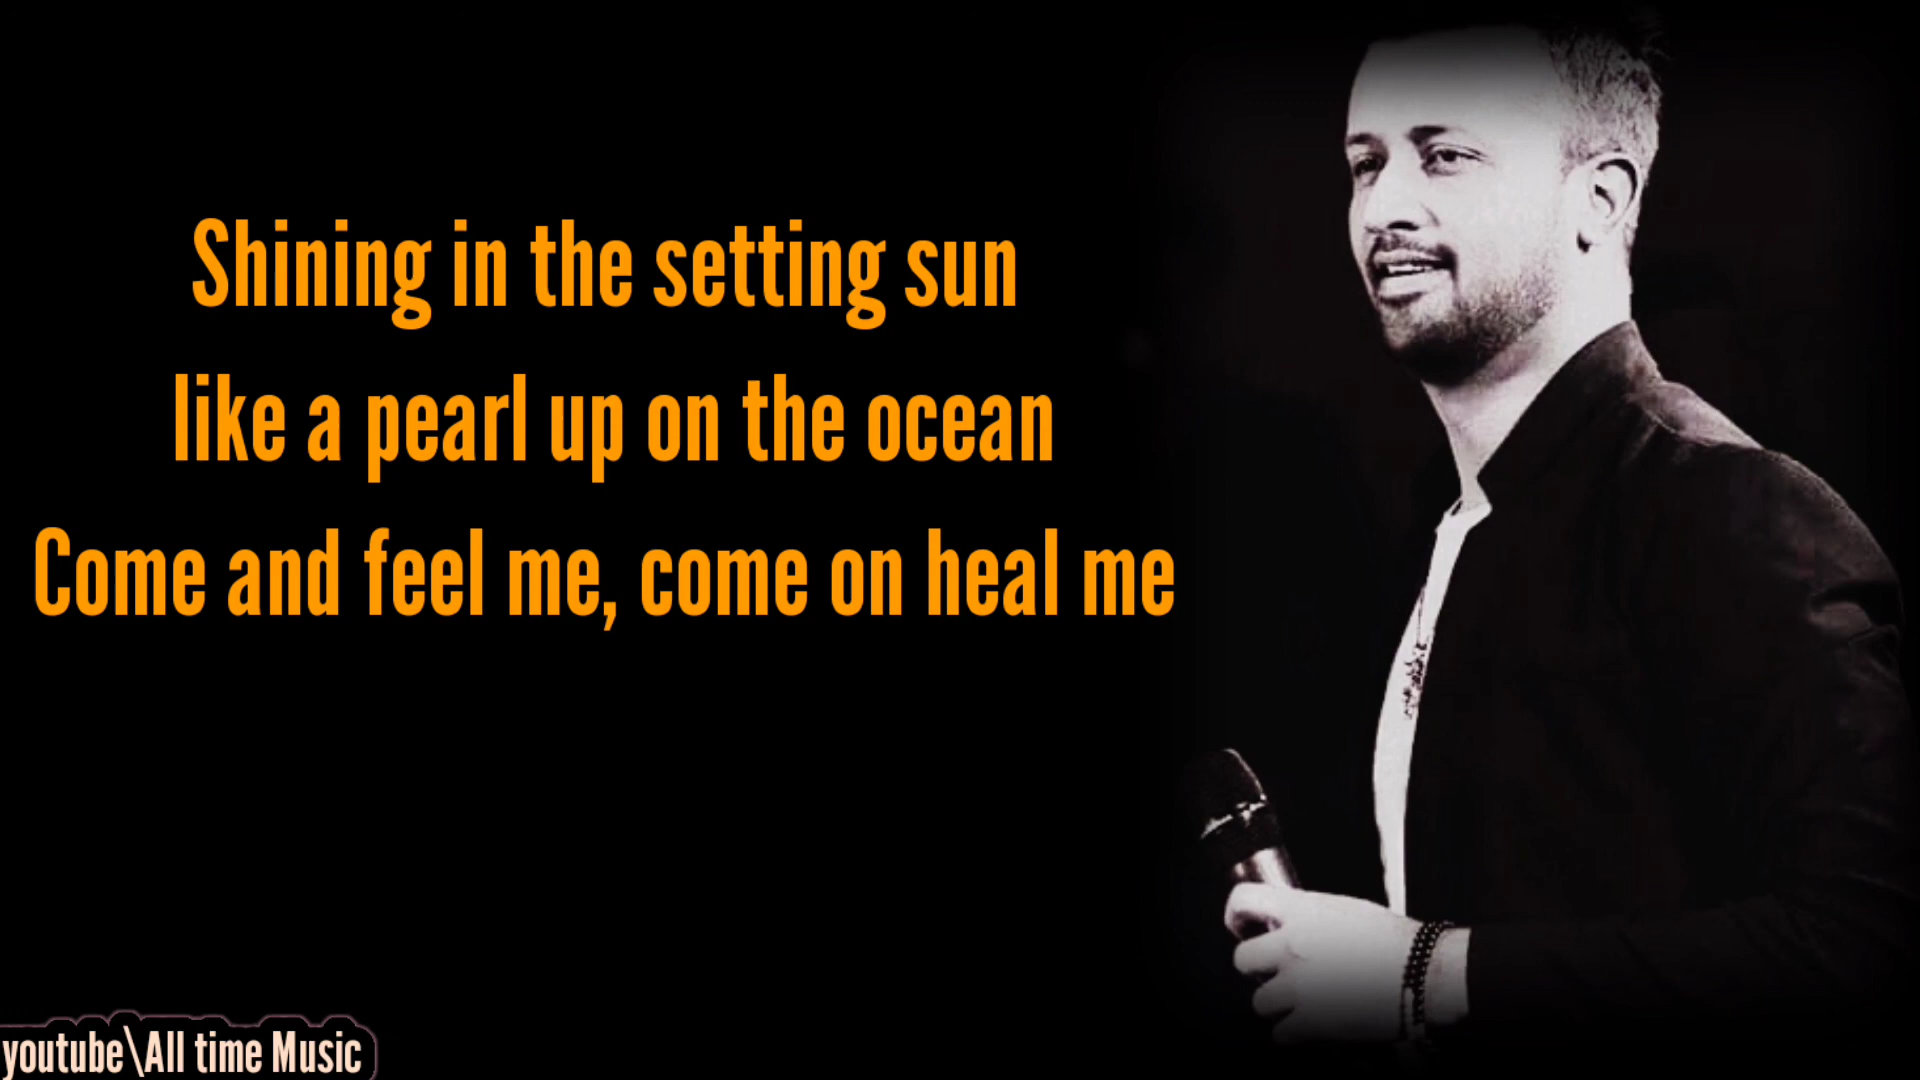 Shining in the setting sun
like a pearl up on the ocean
Come and feel me, come on heal me
youtube\All time Music